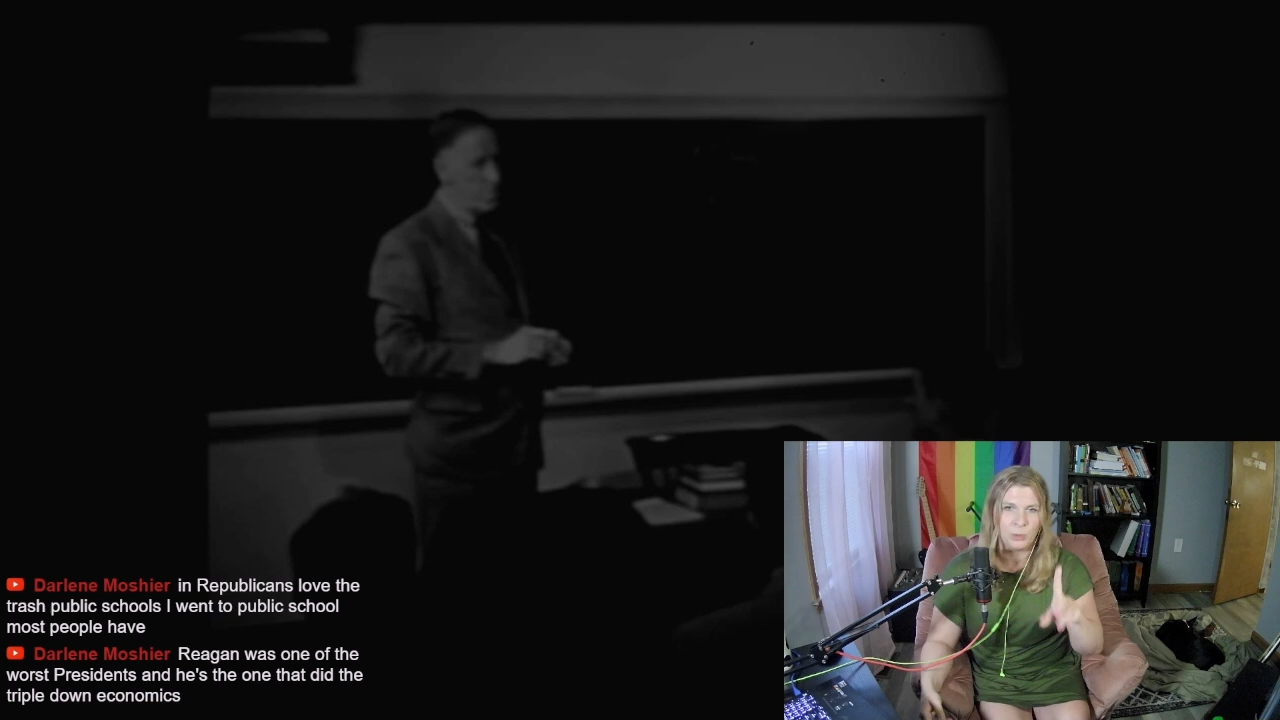 Darlene Moshier in Republicans love the
trash public schools I went to public school
most people have
Darlene Moshier Reagan was one of the
worst Presidents and he's the one that did the
triple down economics